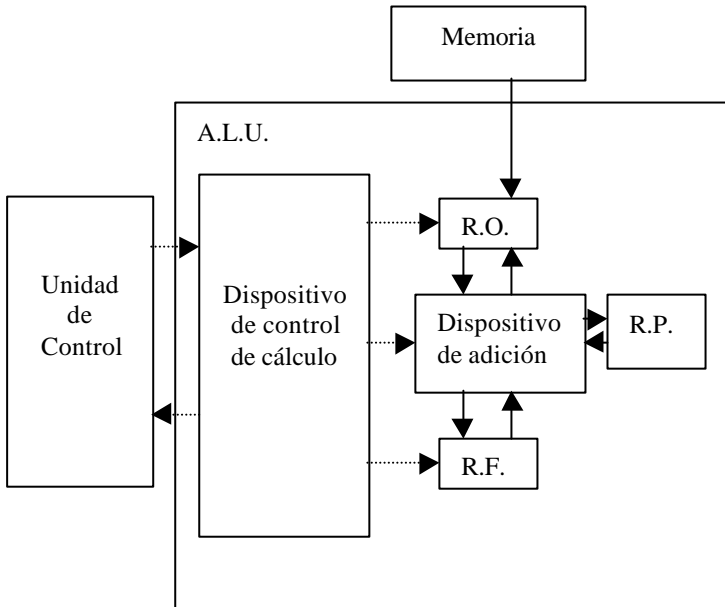 Memoria
A.L.U.
R.O.
Unidad
de
Control
Dispositivo
de control
de cálculo
Dispositivo
de adición
R.P.
R.F.